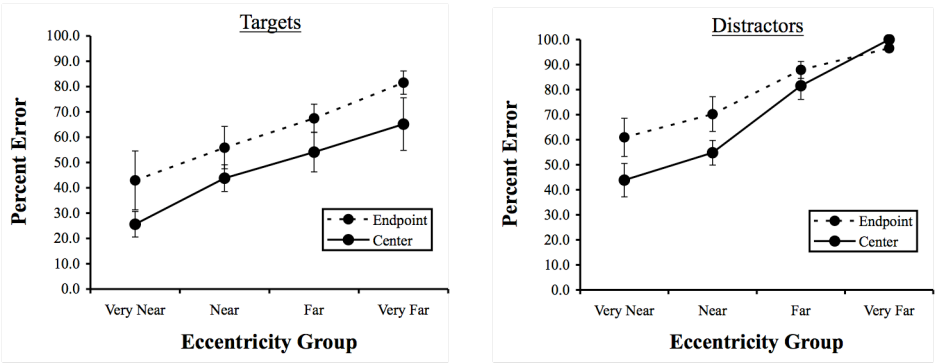 Targets
100.0
90.0
80.0
70.0
60.0
50.0
40.0
30.0
20.0
10.0
0.0
Percent Error
Endpoint
Center
Very Near Near Far Very Far
Eccentricity Group
Distractors
100.0
90.0
80.0
70.0
60.0
50.0
40.0
30.0
20.0
10.0
0.0
Percent Error
Endpoint
Center
Very Near Near Far Very Far
Eccentricity Group